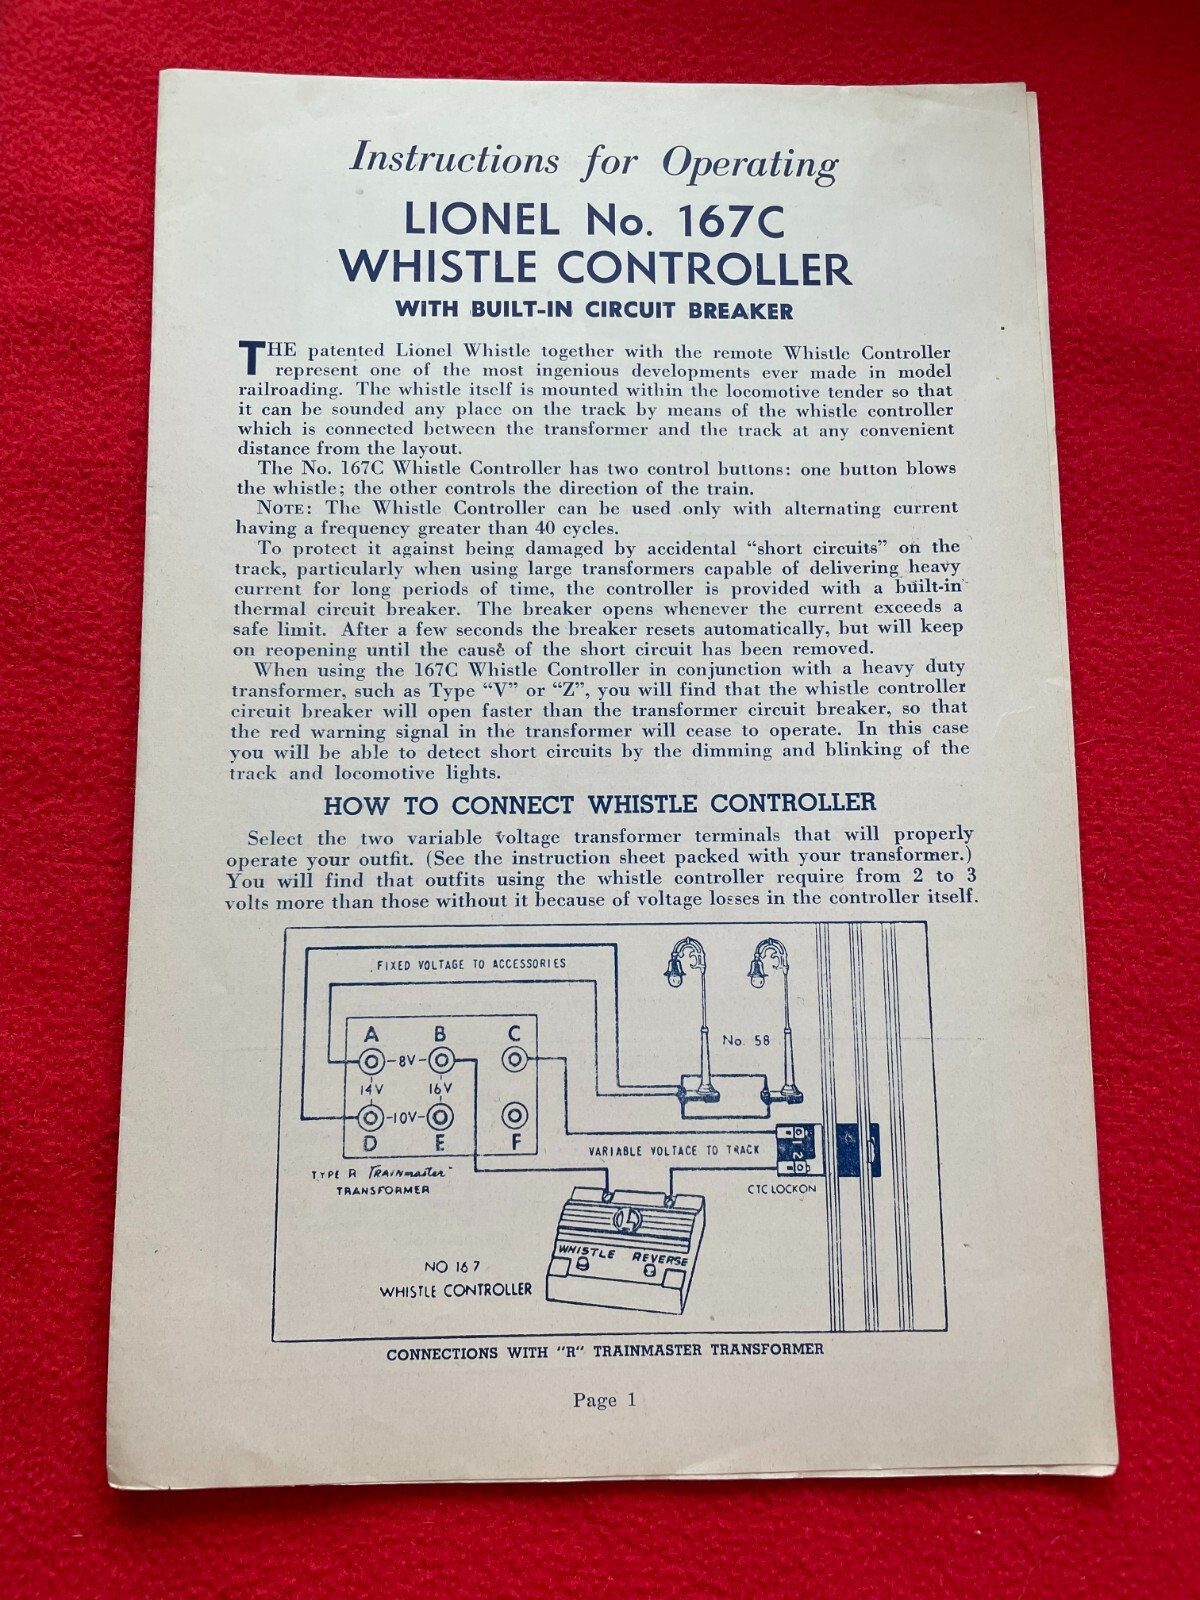 Instructions for Operating
LIONEL No. 167C
WHISTLE CONTROLLER
WITH BUILT-IN CIRCUIT BREAKER
THE patented Lionel Whistle together with the remote Whistle Controller
represent one of the most ingenious developments ever made in model
railroading. The whistle itself is mounted within the locomotive tender so that
it can be sounded any place on the track by means of the whistle controller
which is connected between the transformer and the track at any convenient
distance from the layout.
The No. 167C Whistle Controller has two control buttons: one button blows
the whistle; the other controls the direction of the train.
NOTE: The Whistle Controller can be used only with alternating current
having a frequency greater than 40 cycles.
To protect it against being damaged by accidental “short circuits” on the
track, particularly when using large transformers capable of delivering heavy
current for long periods of time, the controller is provided with a built-in
thermal circuit breaker. The breaker opens whenever the current exceeds a
safe limit. After a few seconds the breaker resets automatically, but will keep
on reopening until the cause of the short circuit has been removed.
When using the 167C Whistle Controller in conjunction with a heavy duty
transformer, such as Type “V” or “Z”, you will find that the whistle controller
circuit breaker will open faster than the transformer circuit breaker, so that
the red warning signal in the transformer will cease to operate. In this case
you will be able to detect short circuits by the dimming and blinking of the
track and locomotive lights.
HOW TO CONNECT WHISTLE CONTROLLER
Select the two variable voltage transformer terminals that will properly
operate your outfit. (See the instruction sheet packed with your transformer.)
You will find that outfits using the whistle controller require from 2 to 3
volts more than those without it because of voltage losses in the controller itself.
FIXED VOLTAGE TO ACCESSORIES
A B C
8V
14V 16V
10V
D E F
No. 58
TYPE R TRAINmaster
TRANSFORMER
VARIABLE VOLTAGE TO TRACK
1
2
CTC LOCKON
L
WHISTLE REVERSE
NO 167
WHISTLE CONTROLLER
CONNECTIONS WITH "R" TRAINMASTER TRANSFORMER
Page 1